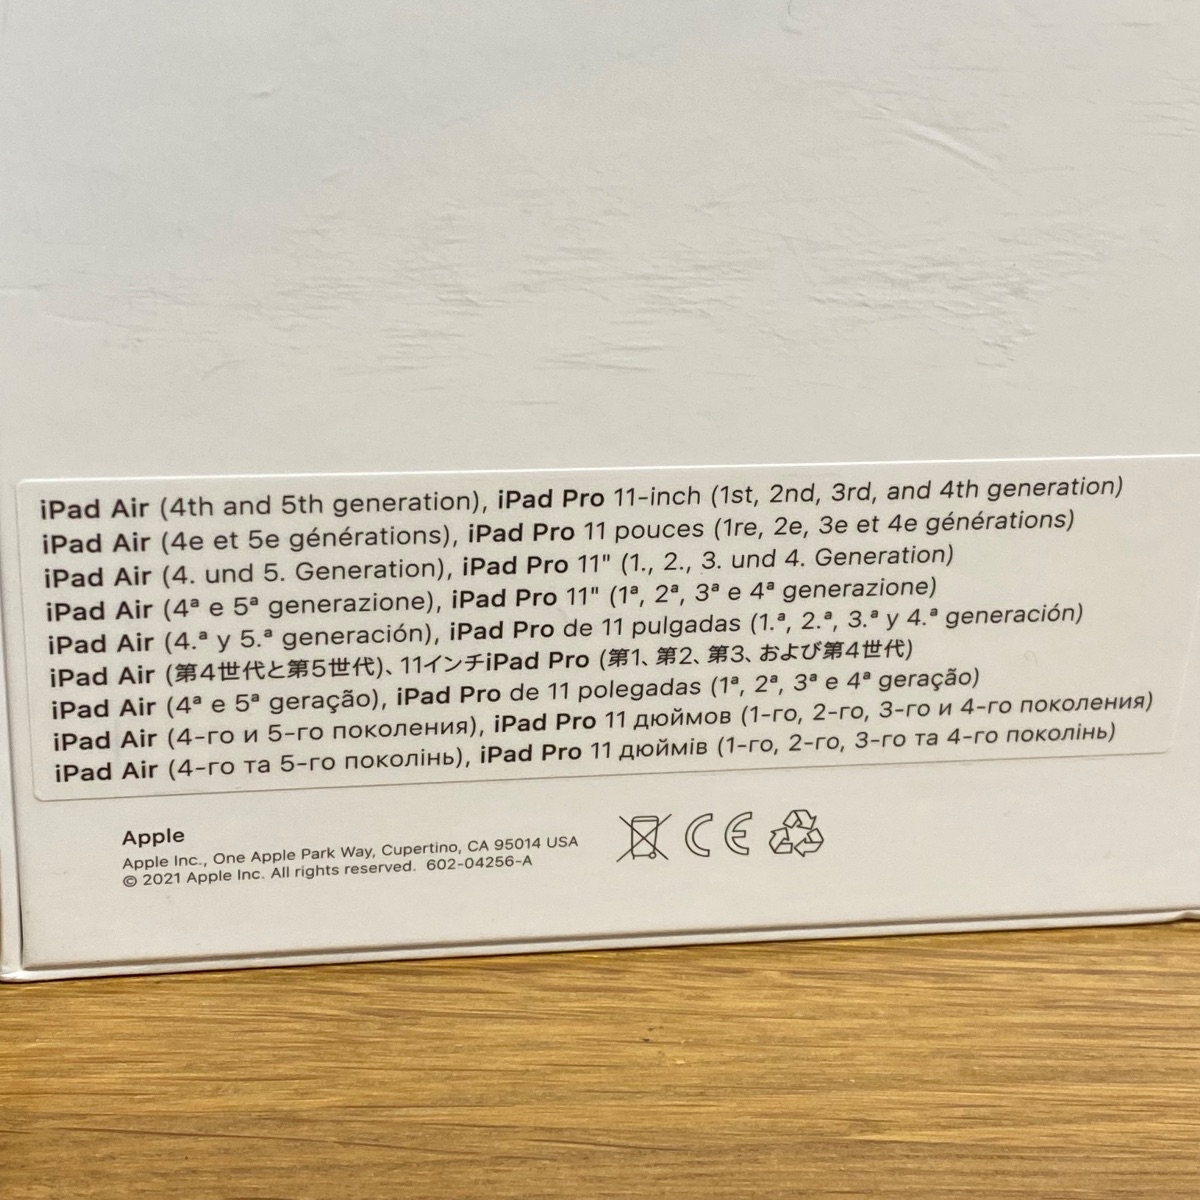 iPad Air (4th and 5th generation), iPad Pro 11-inch (1st, 2nd, 3rd, and 4th generation)
iPad Air (4e et 5e générations), iPad Pro 11 pouces (1re, 2e, 3e et 4e générations)
iPad Air (4. und 5. Generation), iPad Pro 11" (1., 2., 3. und 4. Generation)
iPad Air (4ª e 5ª generazione), iPad Pro 11" (1ª, 2ª, 3ª e 4ª generazione)
iPad Air (4.ª y 5.ª generación), iPad Pro de 11 pulgadas (1.ª, 2.ª, 3.ª y 4.ª generación)
iPad Air (第4世代と第5世代)、11インチiPad Pro (第1、第2、第3、および第4世代)
iPad Air (4ª e 5ª geração), iPad Pro de 11 polegadas (1ª, 2ª, 3ª e 4ª geração)
iPad Air (4-го и 5-го поколения), iPad Pro 11 дюймов (1-го, 2-го, 3-го и 4-го поколения)
iPad Air (4-го та 5-го поколінь), iPad Pro 11 дюймів (1-го, 2-го, 3-го та 4-го поколінь)
Apple
Apple Inc., One Apple Park Way, Cupertino, CA 95014 USA
© 2021 Apple Inc. All rights reserved. 602-04256-A
CE